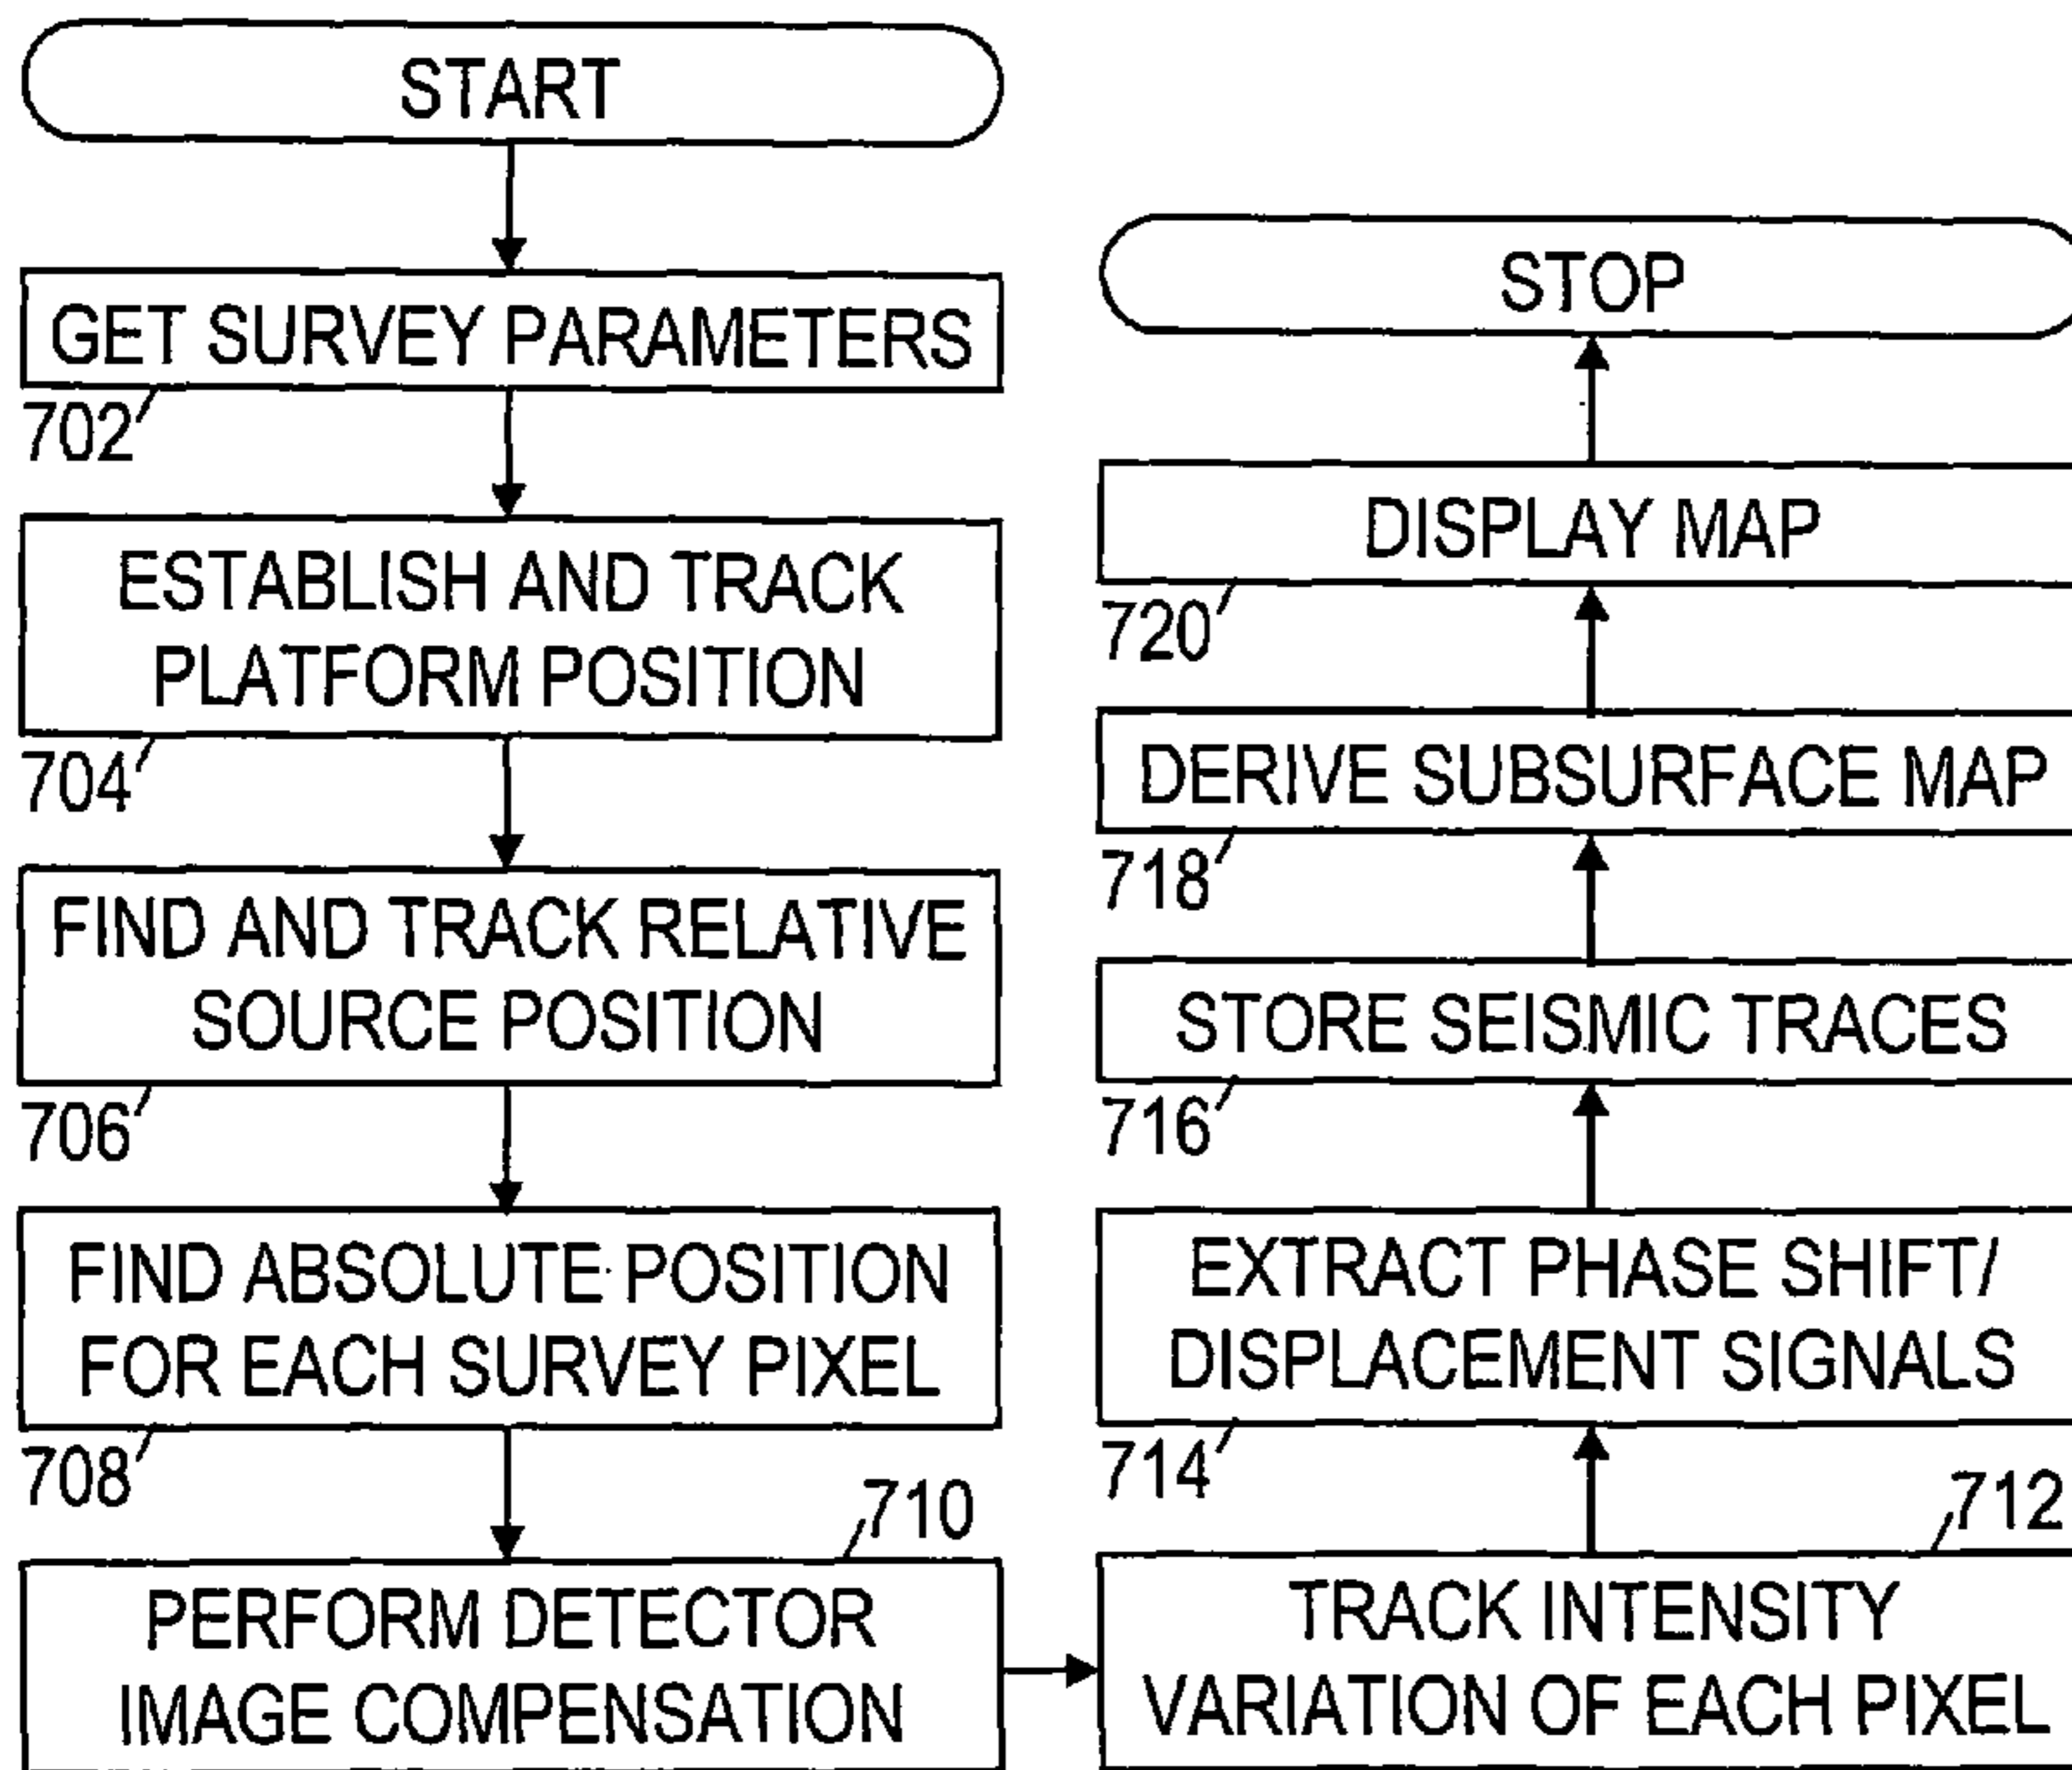 START
GET SURVEY PARAMETERS
702
ESTABLISH AND TRACK
PLATFORM POSITION
704
FIND AND TRACK RELATIVE
SOURCE POSITION
706
FIND ABSOLUTE POSITION
FOR EACH SURVEY PIXEL
708
710
PERFORM DETECTOR
IMAGE COMPENSATION
712
TRACK INTENSITY
VARIATION OF EACH PIXEL
EXTRACT PHASE SHIFT/
DISPLACEMENT SIGNALS
714
STORE SEISMIC TRACES
716
DERIVE SUBSURFACE MAP
718
DISPLAY MAP
720
STOP